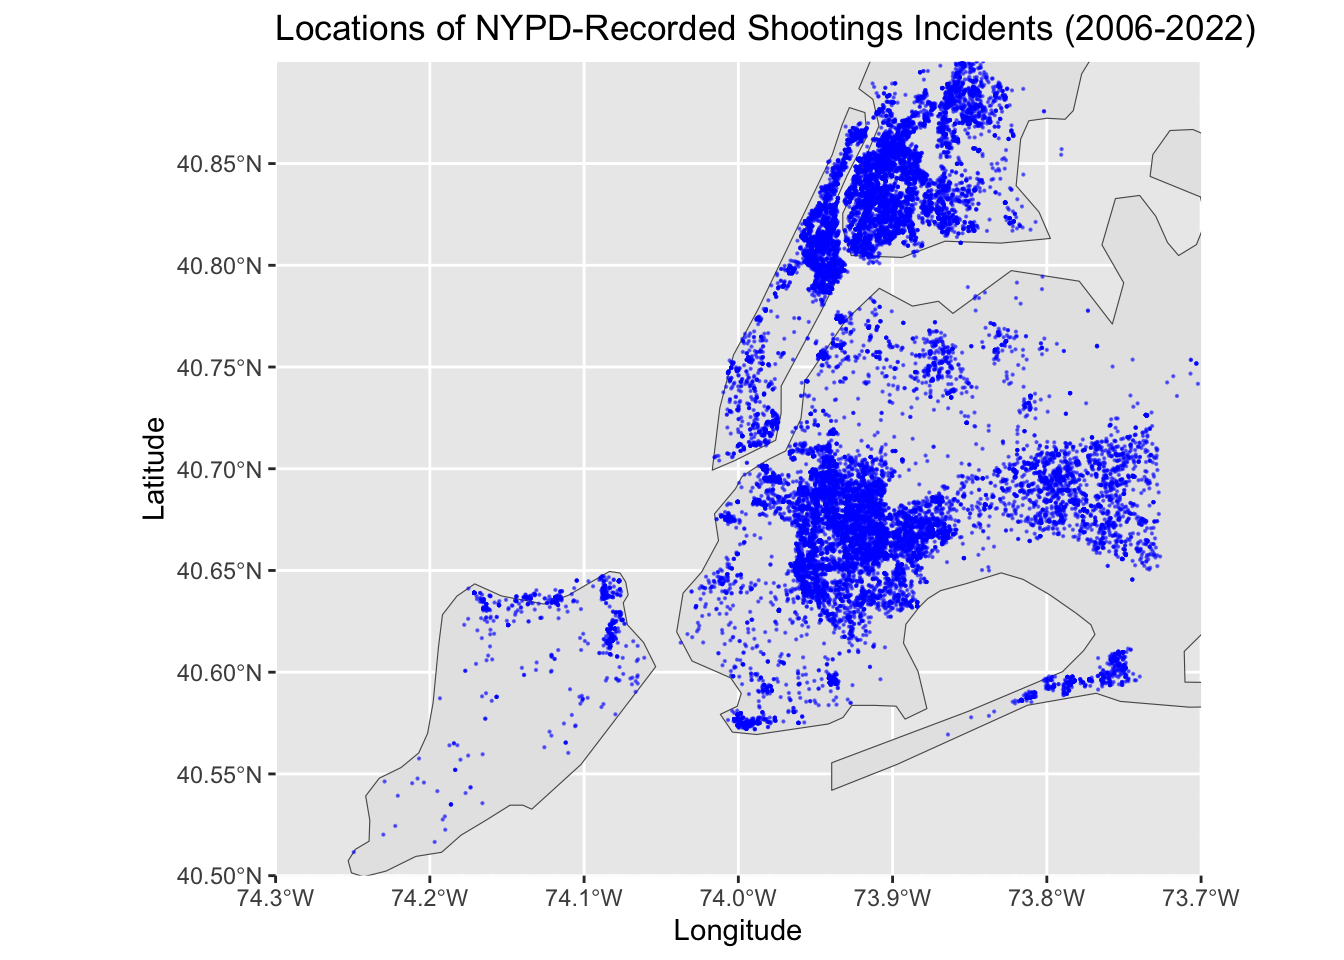 Locations of NYPD-Recorded Shootings Incidents (2006-2022)
40.85°N
40.80°N
40.75°N
40.70°N
40.65°N
40.60°N
40.55°N
40.50°N
Latitude
74.3°W
74.2°W
74.1°W
74.0°W
73.9°W
73.8°W
73.7°W
Longitude